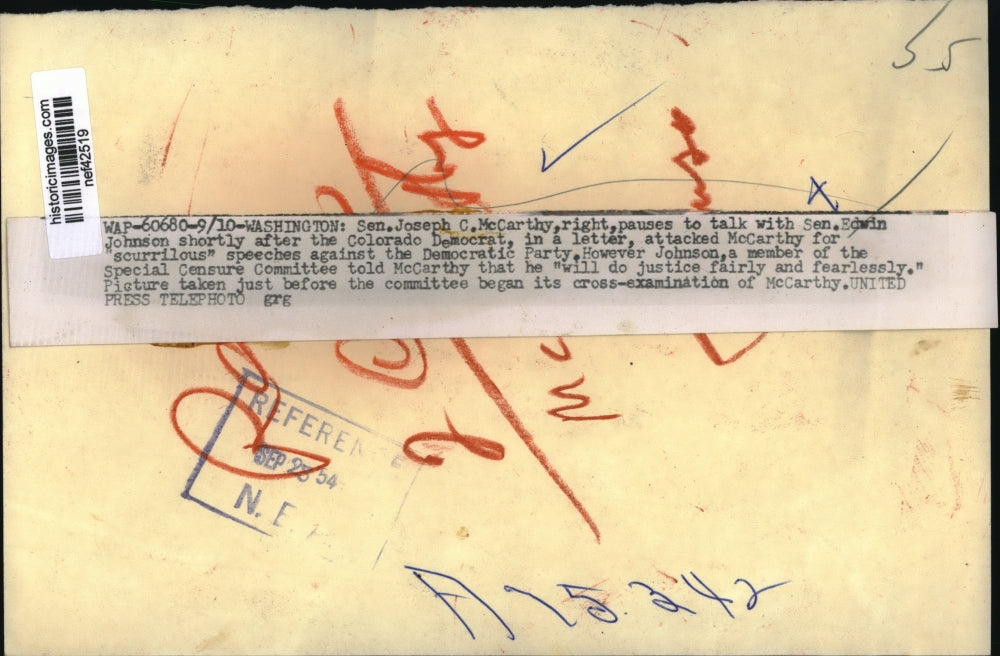 55
historicimages.com
nef42519
WAP-60680-9/10-WASHINGTON: Sen.Joseph C.McCarthy,right,pauses to talk with Sen.Edwin
Johnson shortly after the Colorado Democrat, in a letter, attacked McCarthy for
"scurrilous" speeches against the Democratic Party.However Johnson,a member of the
Special Censure Committee told McCarthy that he "will do justice fairly and fearlessly."
Picture taken just before the committee began its cross-examination of McCarthy.UNITED
PRESS TELEPHOTO grg
REFERENCE
SEP 25 54
N. E.